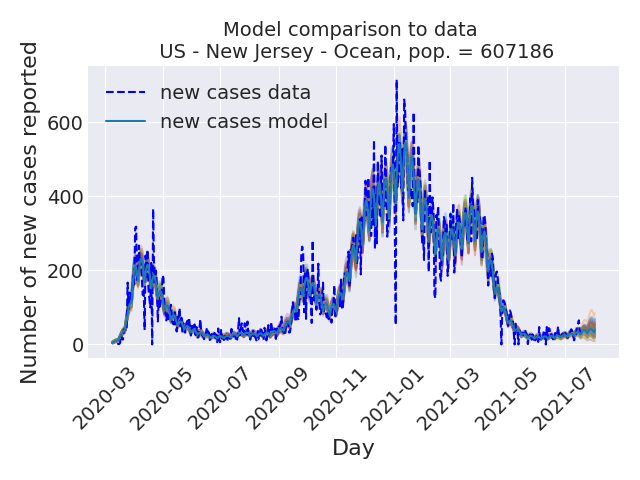 Model comparison to data
US - New Jersey - Ocean, pop. = 607186
new cases data
new cases model
Number of new cases reported
600
400
200
0
2020-03
2020-05
2020-07
2020-09
2020-11
2021-01
2021-03
2021-05
2021-07
Day